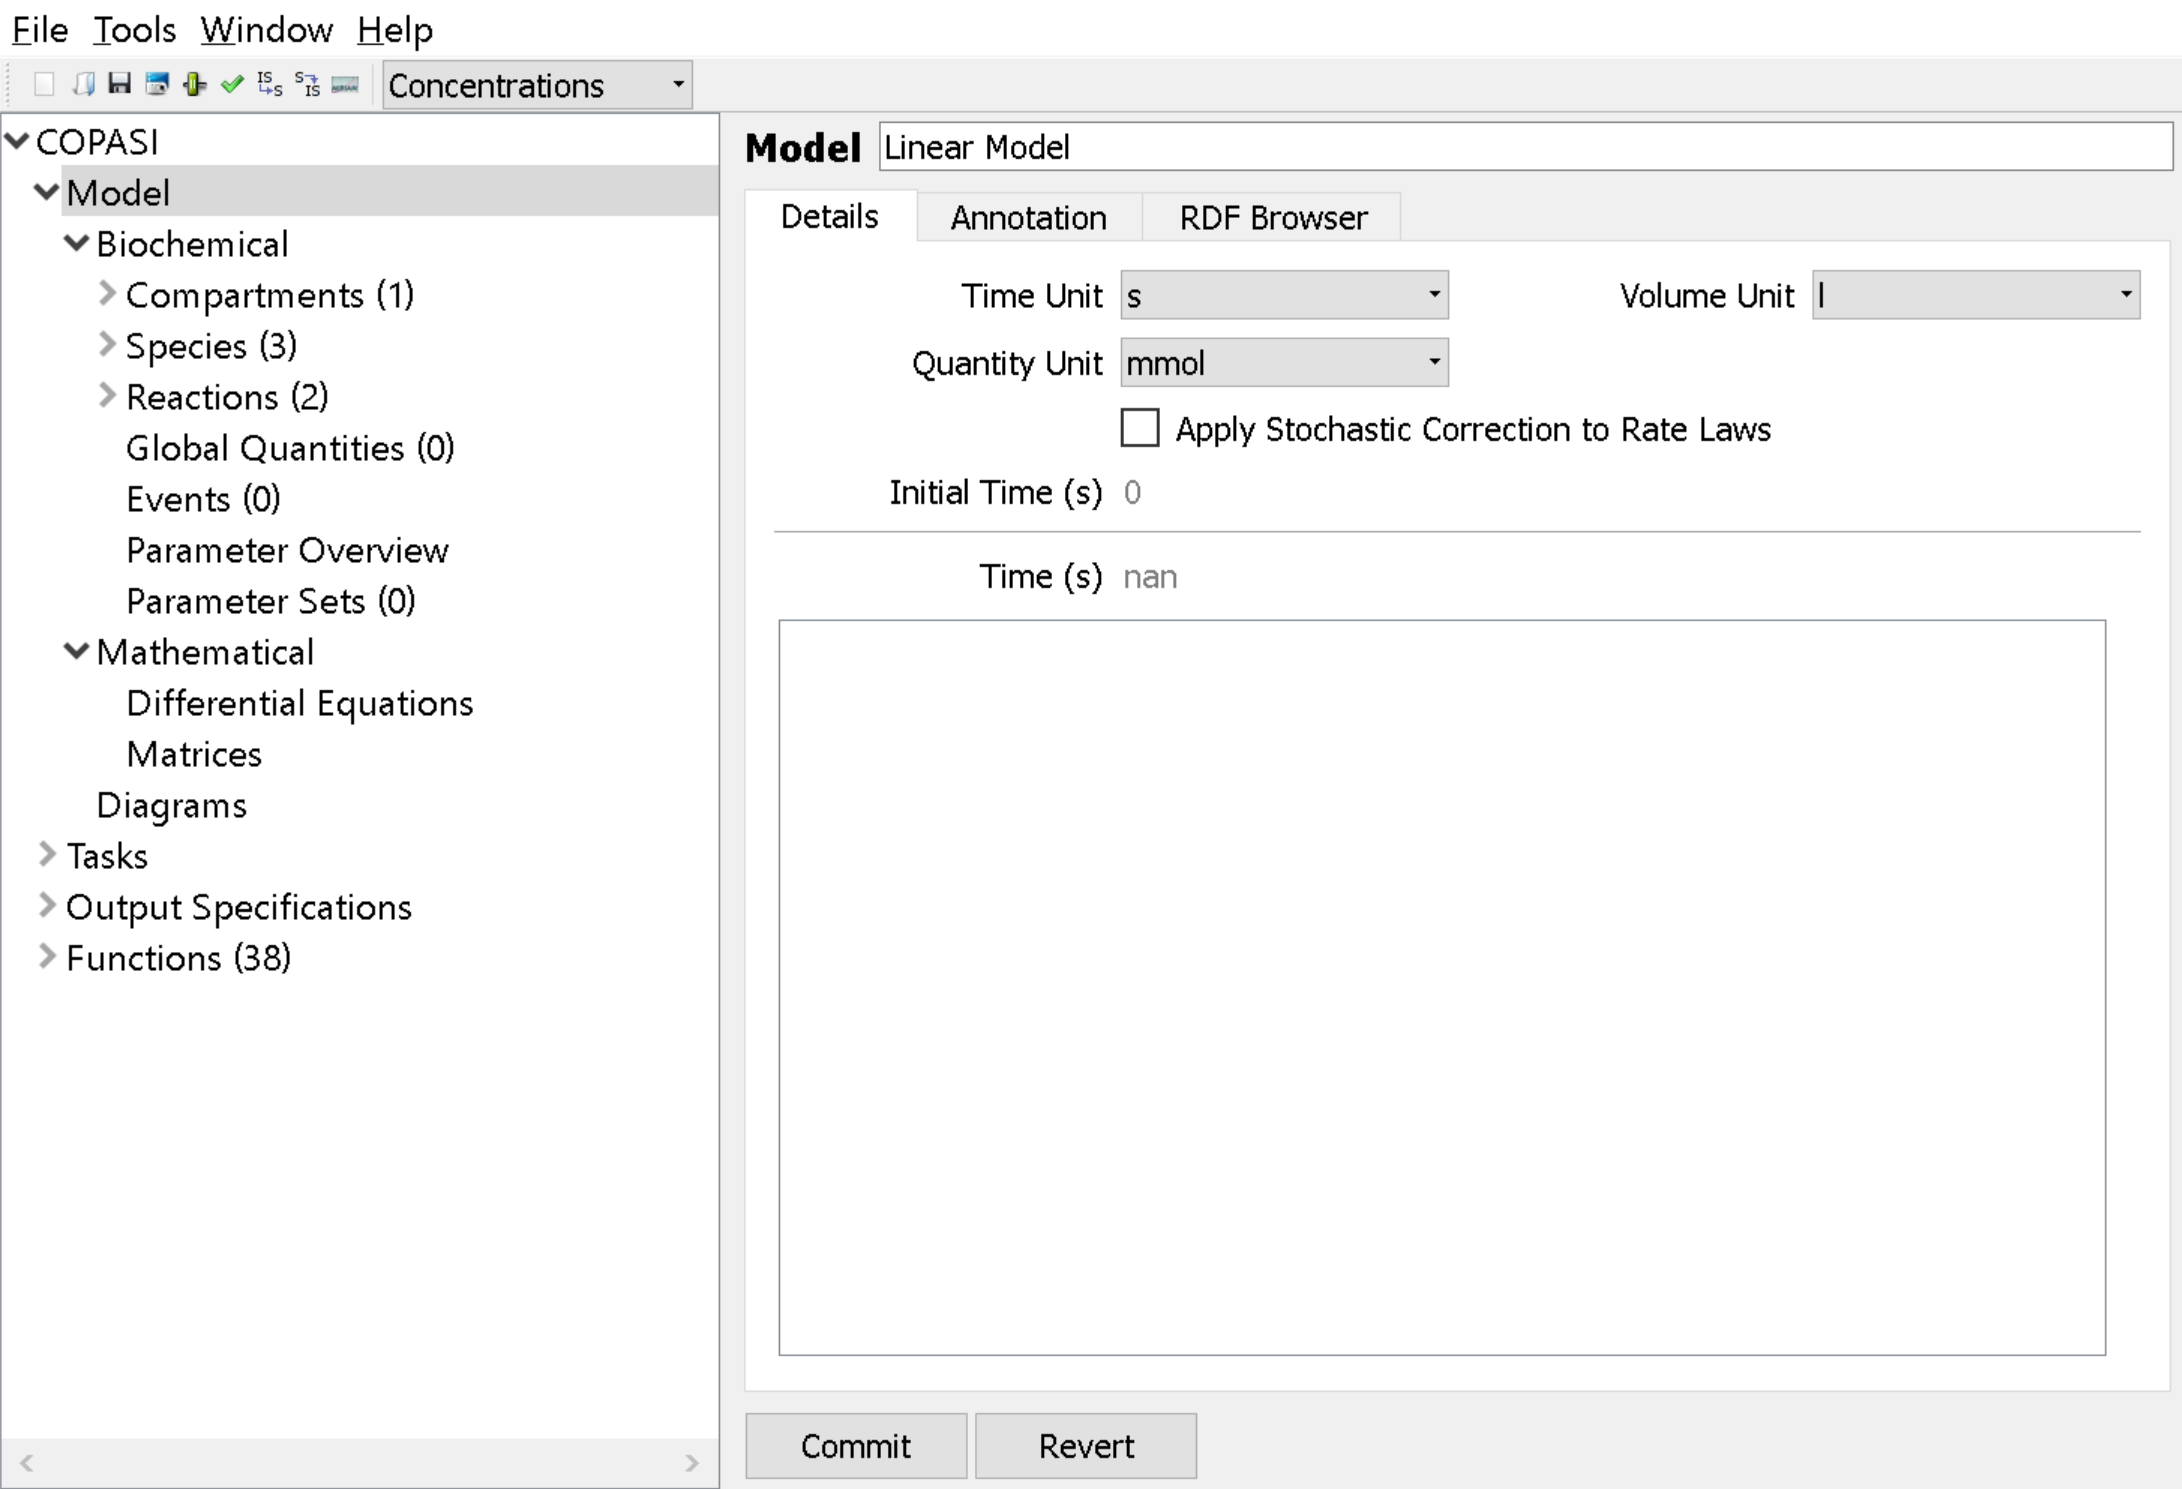 File Tools Window Help
IS S S IS Concentrations
COPASI
Model
Biochemical
Compartments (1)
Species (3)
Reactions (2)
Global Quantities (0)
Events (0)
Parameter Overview
Parameter Sets (0)
Mathematical
Differential Equations
Matrices
Diagrams
Tasks
Output Specifications
Functions (38)
Model Linear Model
Details Annotation RDF Browser
Time Unit s Volume Unit l
Quantity Unit mmol
Apply Stochastic Correction to Rate Laws
Initial Time (s) 0
Time (s) nan
Commit Revert